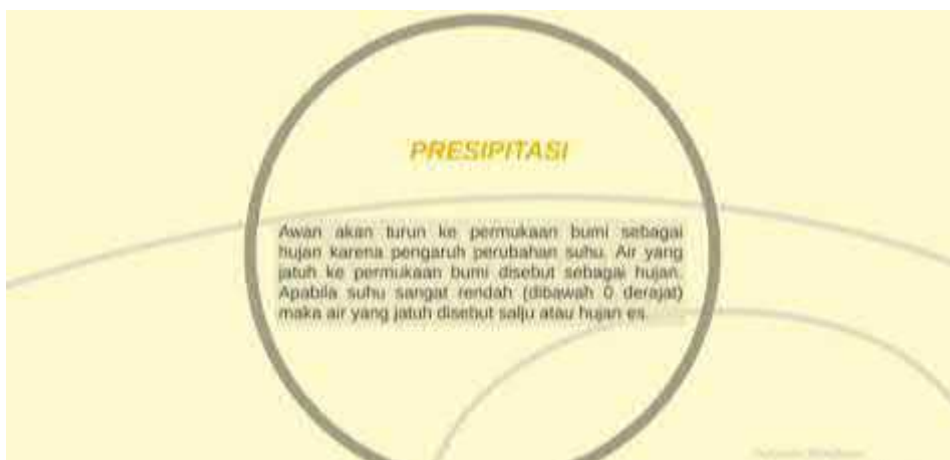 PRESIPITASI
Awan akan turun ke permukaan bumi sebagai
hujan karena pengaruh perubahan suhu. Air yang
jatuh ke permukaan bumi disebut sebagai hujan.
Apabila suhu sangat rendah (dibawah 0 derajat)
maka air yang jatuh disebut salju atau hujan es.